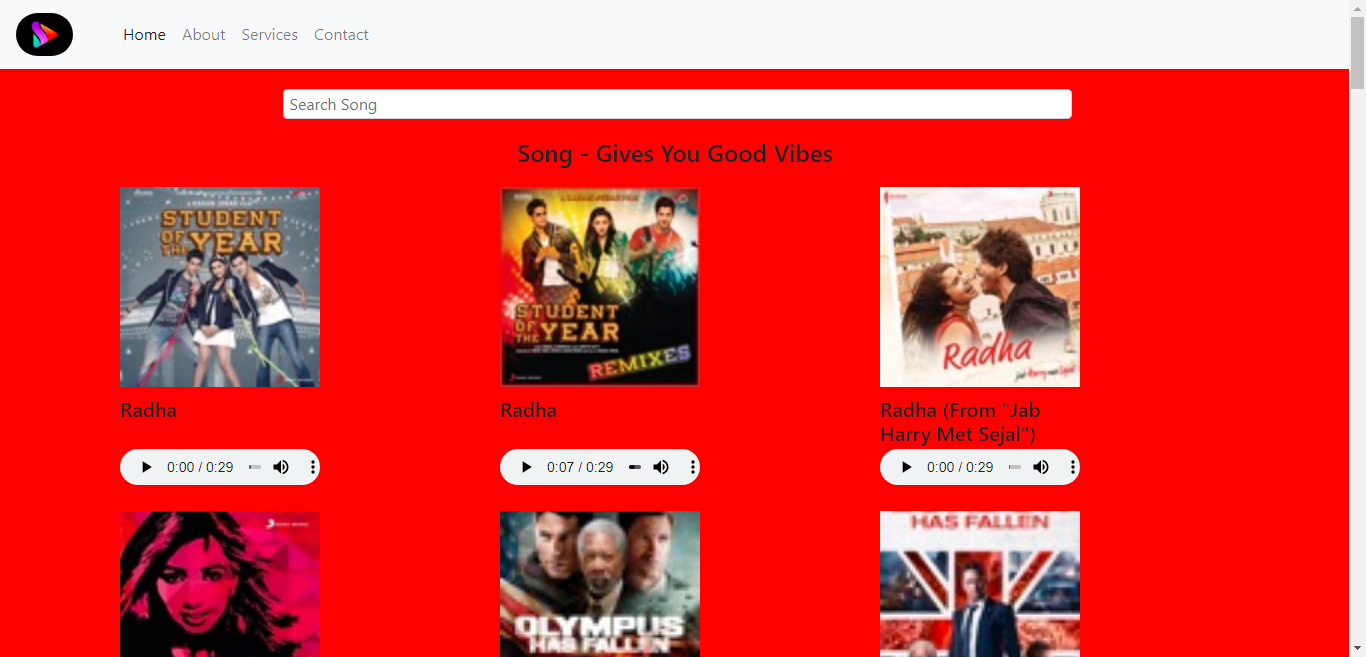 Home About Services Contact
Search Song
Song - Gives You Good Vibes
STUDENT
OF THE YEAR
STUDENT
OF THE YEAR
REMIXES
Radha
Radha
Radha
Radha (From "Jab
Harry Met Sejal")
0:00 / 0:29
0:07 / 0:29
0:00 / 0:29
OLYMPUS
HAS FALLEN
HAS FALLEN